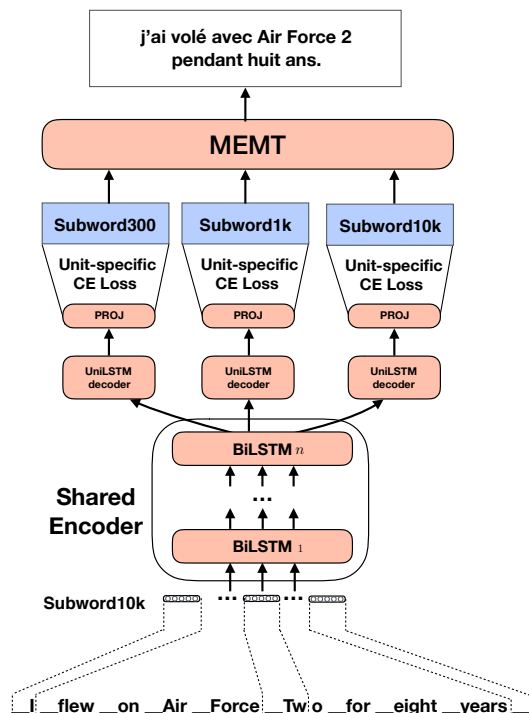 j'ai volé avec Air Force 2
pendant huit ans.
MEMT
Subword300 Subword1k Subword10k
Unit-specific Unit-specific Unit-specific
CE Loss CE Loss CE Loss
PROJ PROJ PROJ
UniLSTM UniLSTM UniLSTM
decoder decoder decoder
BiLSTM n
...
Shared
Encoder
BiLSTM 1
Subword10k ... ...
__I __flew __on __Air __Force __Tw o __for __eight __years __